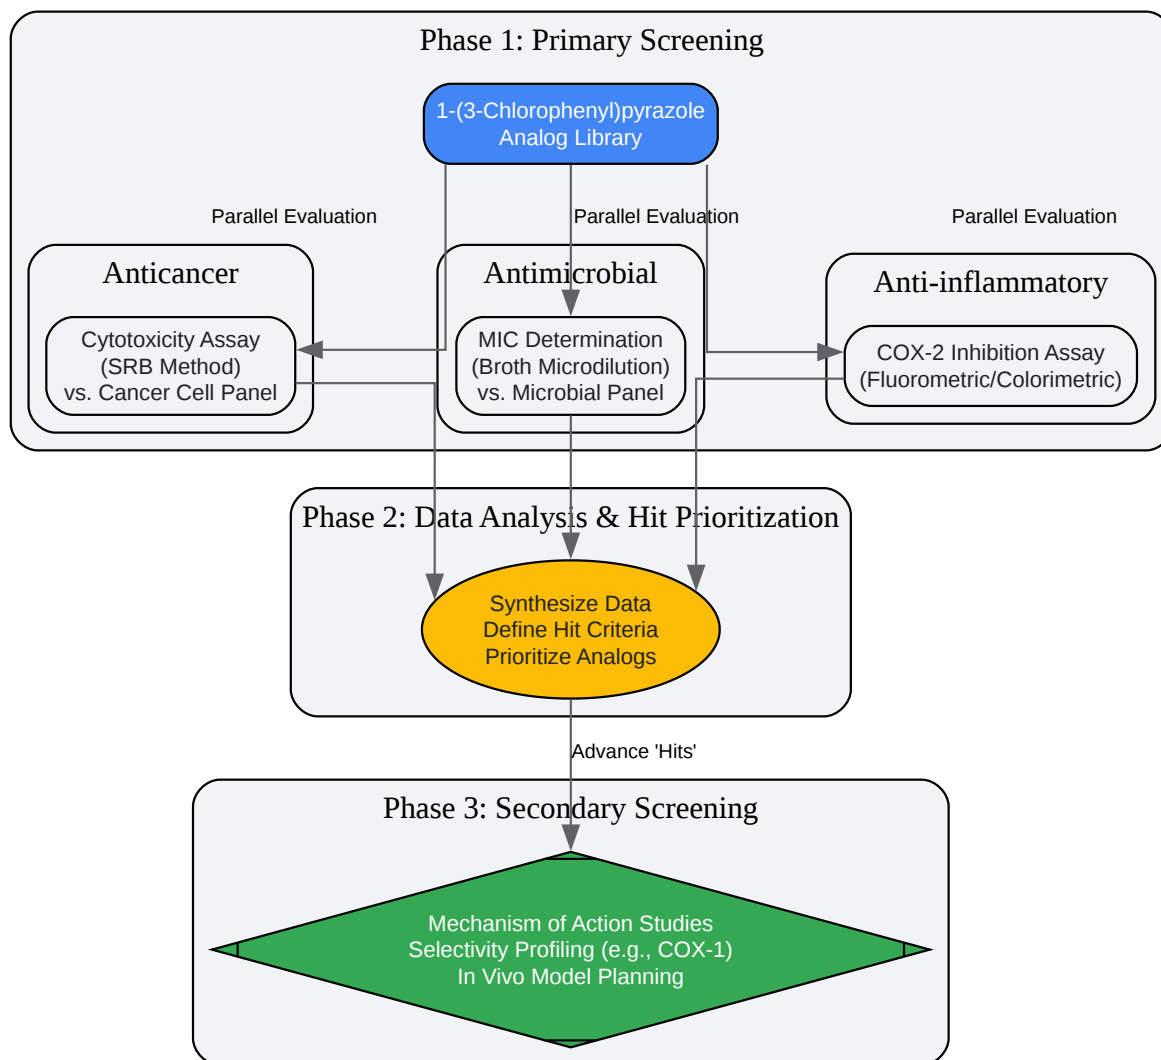 Phase 1: Primary Screening
1-(3-Chlorophenyl)pyrazole
Analog Library
Parallel Evaluation
Parallel Evaluation
Parallel Evaluation
Anticancer
Cytotoxicity Assay
(SRB Method)
vs. Cancer Cell Panel
Antimicrobial
MIC Determination
(Broth Microdilution)
vs. Microbial Panel
Anti-inflammatory
COX-2 Inhibition Assay
(Fluorometric/Colorimetric)
Phase 2: Data Analysis & Hit Prioritization
Synthesize Data
Define Hit Criteria
Prioritize Analogs
Advance 'Hits'
Phase 3: Secondary Screening
Mechanism of Action Studies
Selectivity Profiling (e.g., COX-1)
In Vivo Model Planning